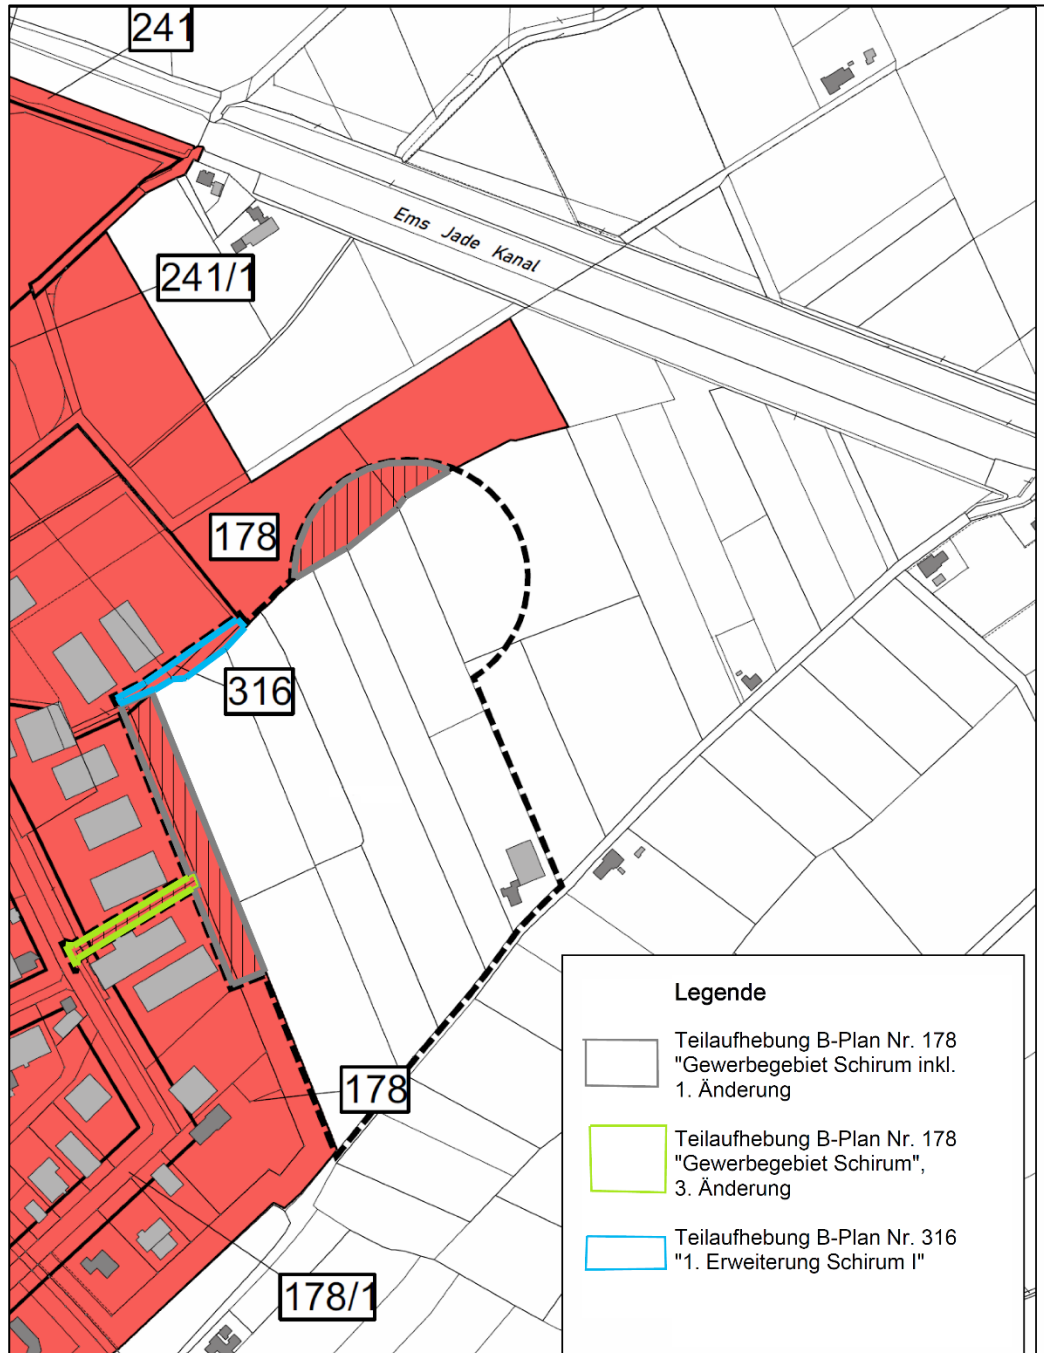 241
Ems Jade Kanal
241/1
178
316
178
178/1
Legende
Teilaufhebung B-Plan Nr. 178
"Gewerbegebiet Schirum inkl.
1. Änderung
Teilaufhebung B-Plan Nr. 178
"Gewerbegebiet Schirum",
3. Änderung
Teilaufhebung B-Plan Nr. 316
"1. Erweiterung Schirum I"